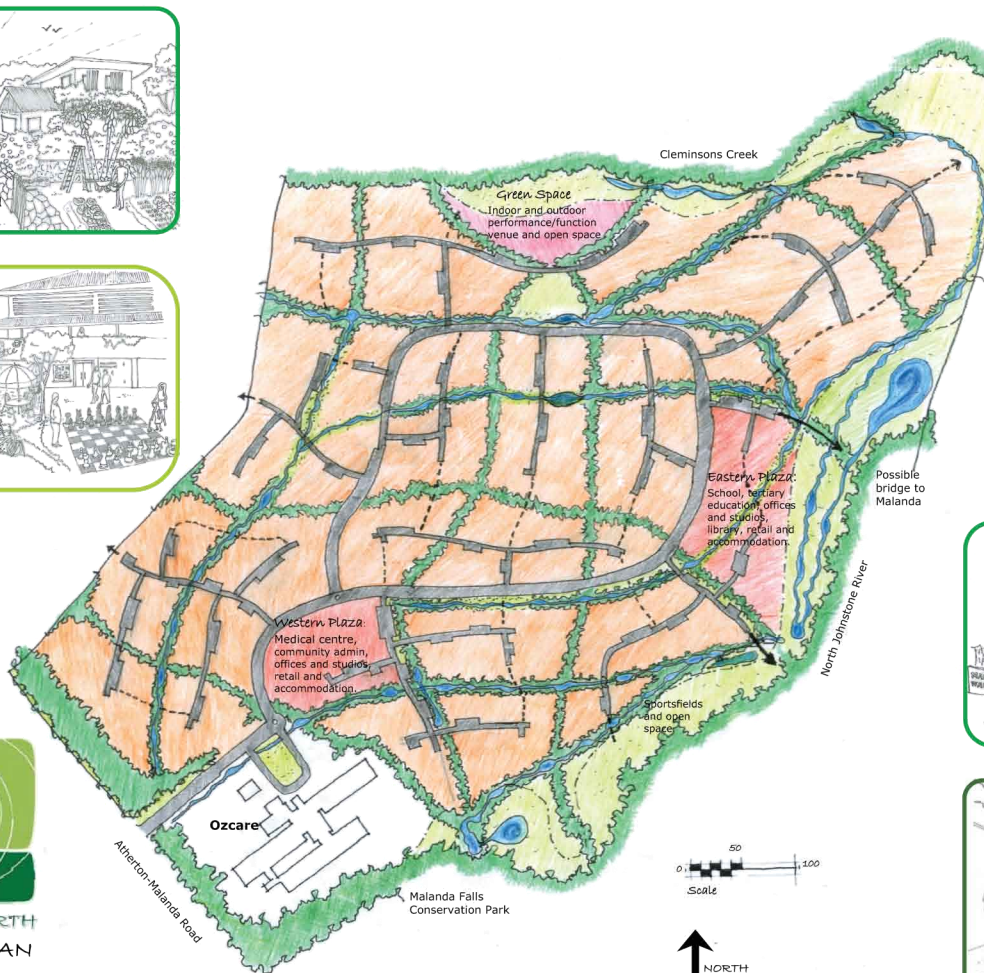 Cleminsons Creek
Green Space
Indoor and outdoor
performance/function
venue and open space
Eastern Plaza:
School, tertiary
education, offices
and studios,
library, retail and
accommodation.
Possible
bridge to
Malanda
North Johnstone River
Western Plaza:
Medical centre,
community admin,
offices and studios,
retail and
accommodation.
Sportsfields
and open
space
Ozcare
Atherton-Malanda Road
Malanda Falls
Conservation Park
0
50
100
Scale
NORTH
RTH
AN